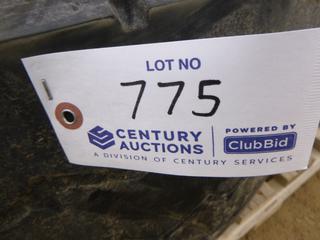 LOT NO
775
CENTURY AUCTIONS
POWERED BY
ClubBid
A DIVISION OF CENTURY SERVICES